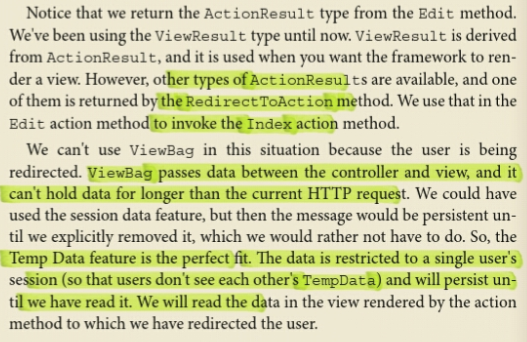 Notice that we return the ActionResult type from the Edit method.
We've been using the ViewResult type until now. ViewResult is derived
from ActionResult, and it is used when you want the framework to ren-
der a view. However, other types of ActionResults are available, and one
of them is returned by the RedirectToAction method. We use that in the
Edit action method to invoke the Index action method.
We can't use ViewBag in this situation because the user is being
redirected. ViewBag passes data between the controller and view, and it
can't hold data for longer than the current HTTP request. We could have
used the session data feature, but then the message would be persistent un-
til we explicitly removed it, which we would rather not have to do. So, the
Temp Data feature is the perfect fit. The data is restricted to a single user's
session (so that users don't see each other's TempData) and will persist un-
til we have read it. We will read the data in the view rendered by the action
method to which we have redirected the user.